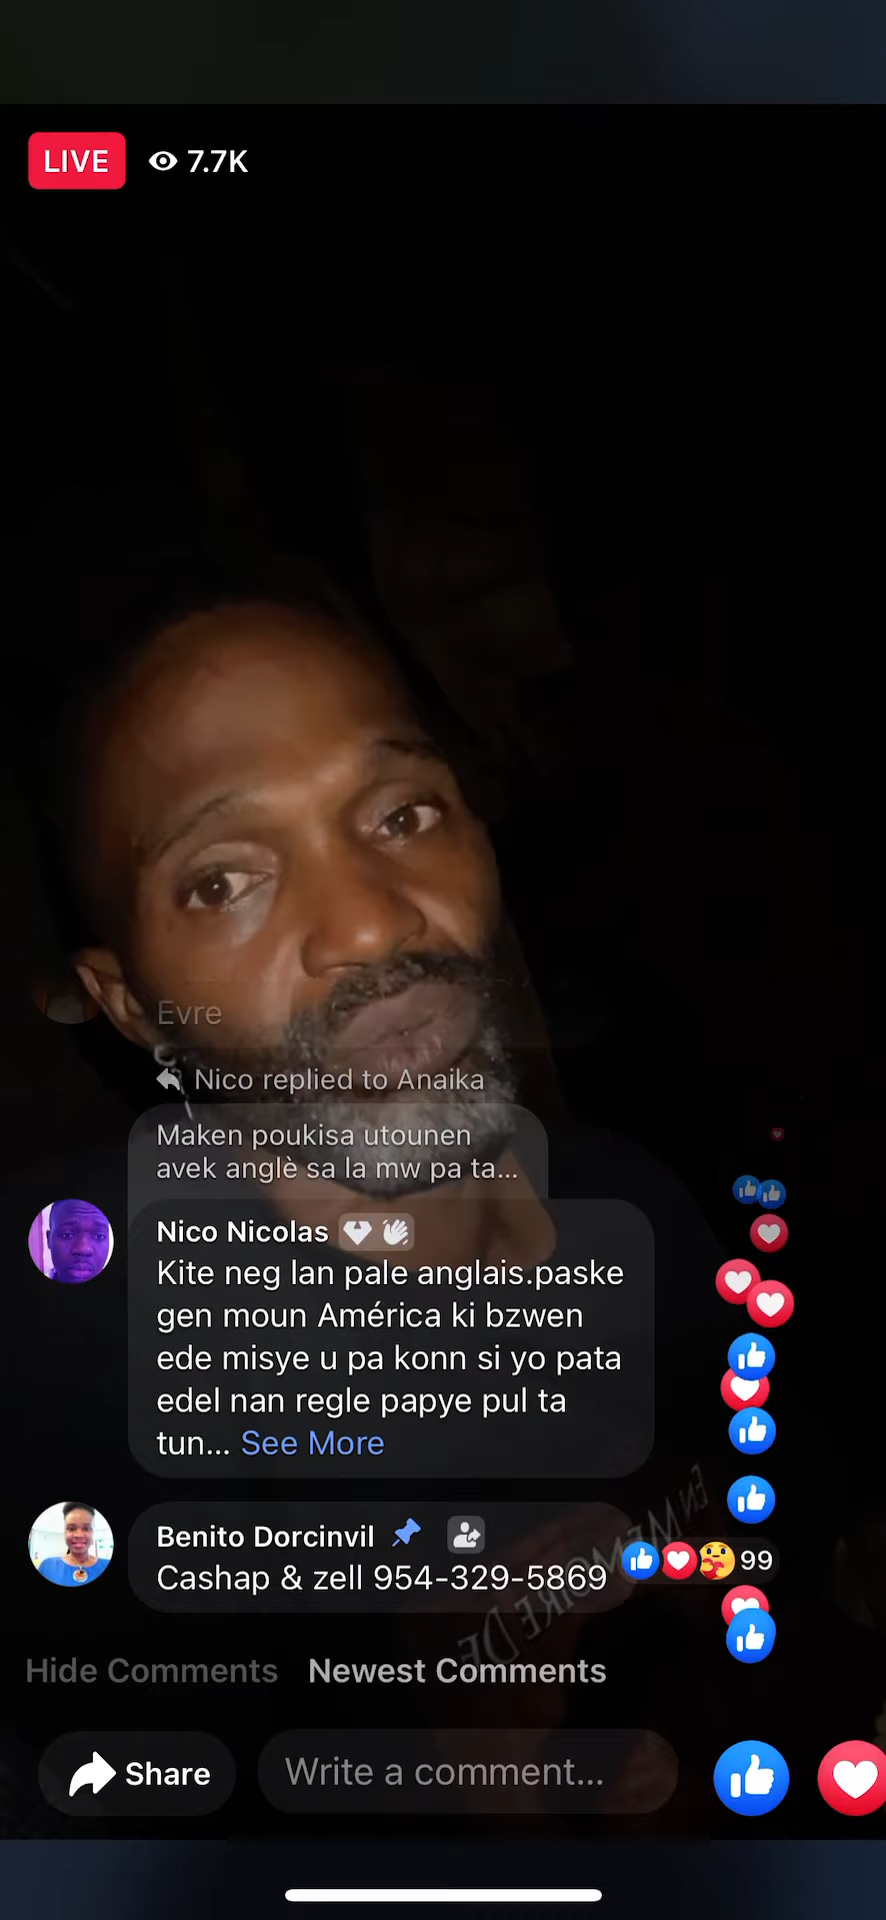 LIVE 7.7K
Evre
Nico replied to Anaika
Maken poukisa utounen
avek anglè sa la mw pa ta...
Nico Nicolas
Kite neg lan pale anglais.paske
gen moun América ki bzwen
ede misye u pa konn si yo pata
edel nan regle papye pul ta
tun... See More
Benito Dorcinvil
Cashap & zell 954-329-5869
99
EN MEMOIRE DE
Hide Comments Newest Comments
Share Write a comment...